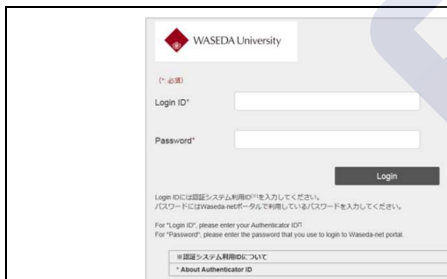 WASEDA University
(*: 必須)
Login ID*
Password*
Login
Login IDには認証システム利用ID(*)を入力してください。
パスワードにはWaseda-netポータルで利用しているパスワードを入力してください。
For "Login ID", please enter your Authenticator ID(*)
For "Password", please enter the password that you use to login to Waseda-net portal.
※認証システム利用IDについて
* About Authenticator ID